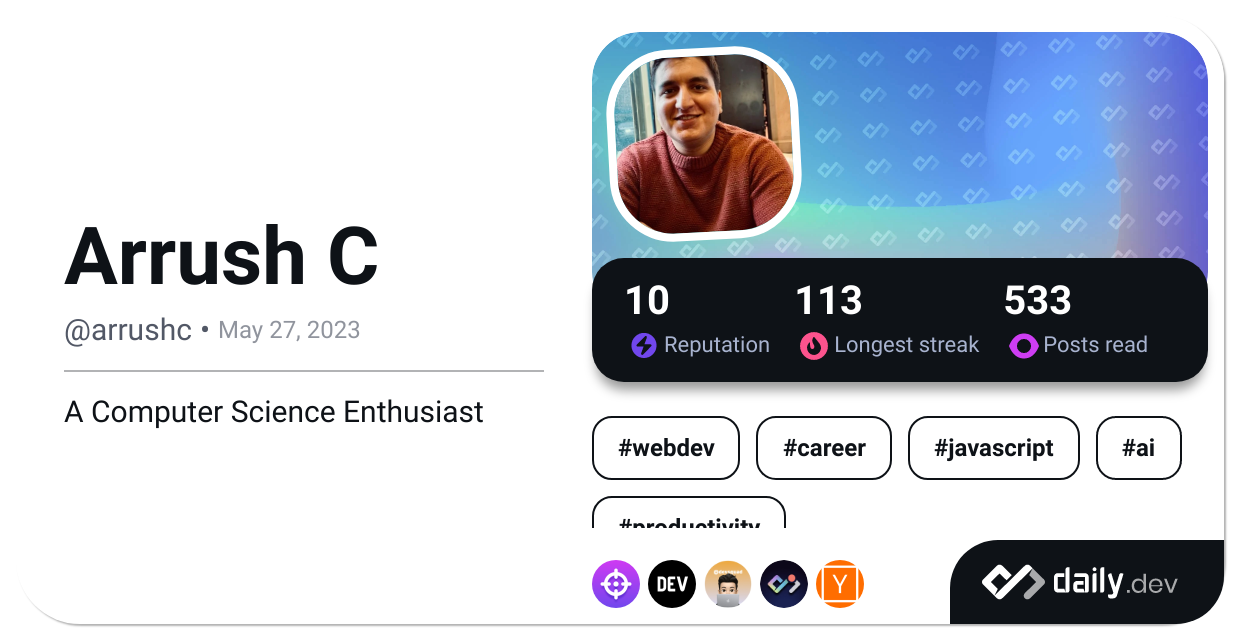 Arrush C
@arrushc • May 27, 2023
A Computer Science Enthusiast
10 113 533
Reputation Longest streak Posts read
#webdev #career #javascript #ai
#productivity
DEV Y
daily.dev